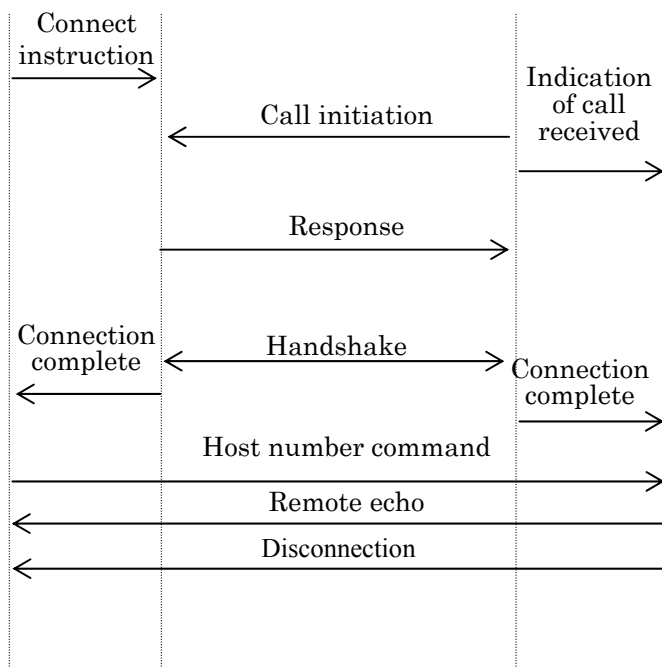 Connect
instruction
Indication
of call
received
Call initiation
Response
Connection
complete
Handshake
Connection
complete
Host number command
Remote echo
Disconnection